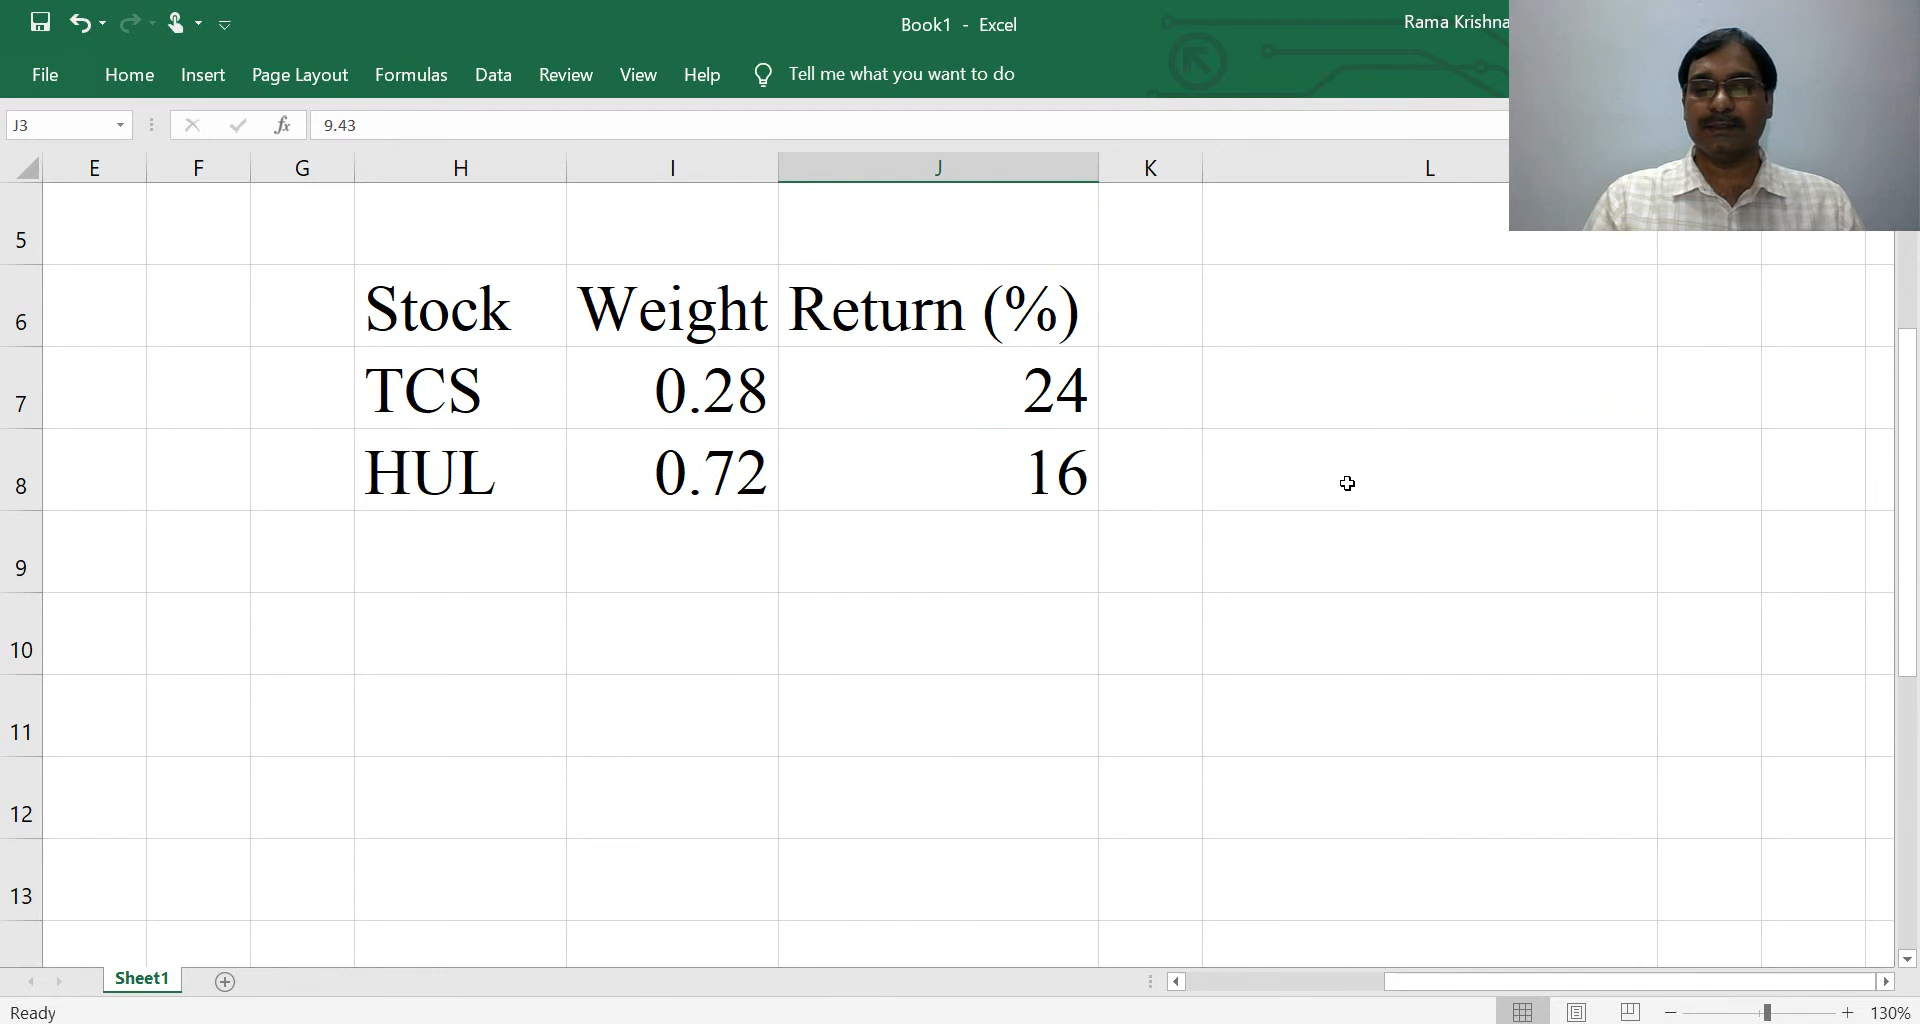 Book1 - Excel
Rama Krishna
File Home Insert Page Layout Formulas Data Review View Help Tell me what you want to do
J3 fx 9.43
E F G H I J K L
5
6 Stock Weight Return (%)
7 TCS 0.28 24
8 HUL 0.72 16
9
10
11
12
13
Sheet1
Ready 130%